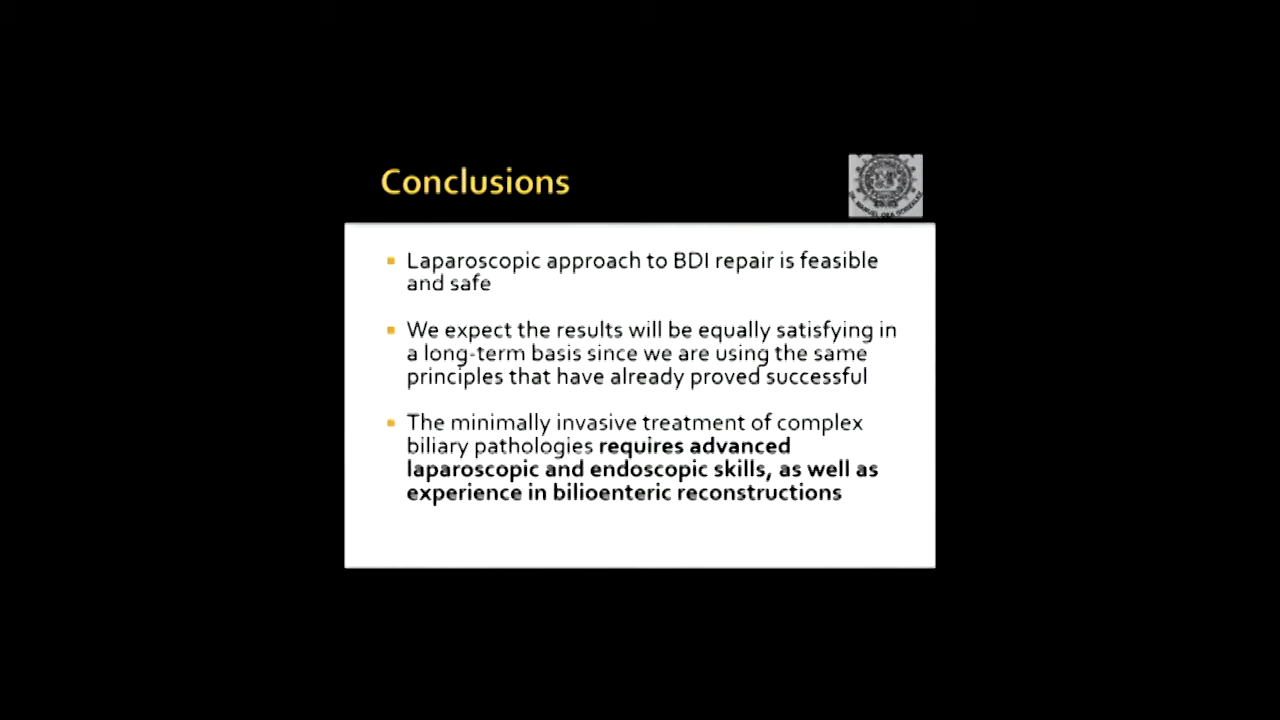 Conclusions
Laparoscopic approach to BDI repair is feasible
and safe
We expect the results will be equally satisfying in
a long-term basis since we are using the same
principles that have already proved successful
The minimally invasive treatment of complex
biliary pathologies requires advanced
laparoscopic and endoscopic skills, as well as
experience in bilioenteric reconstructions